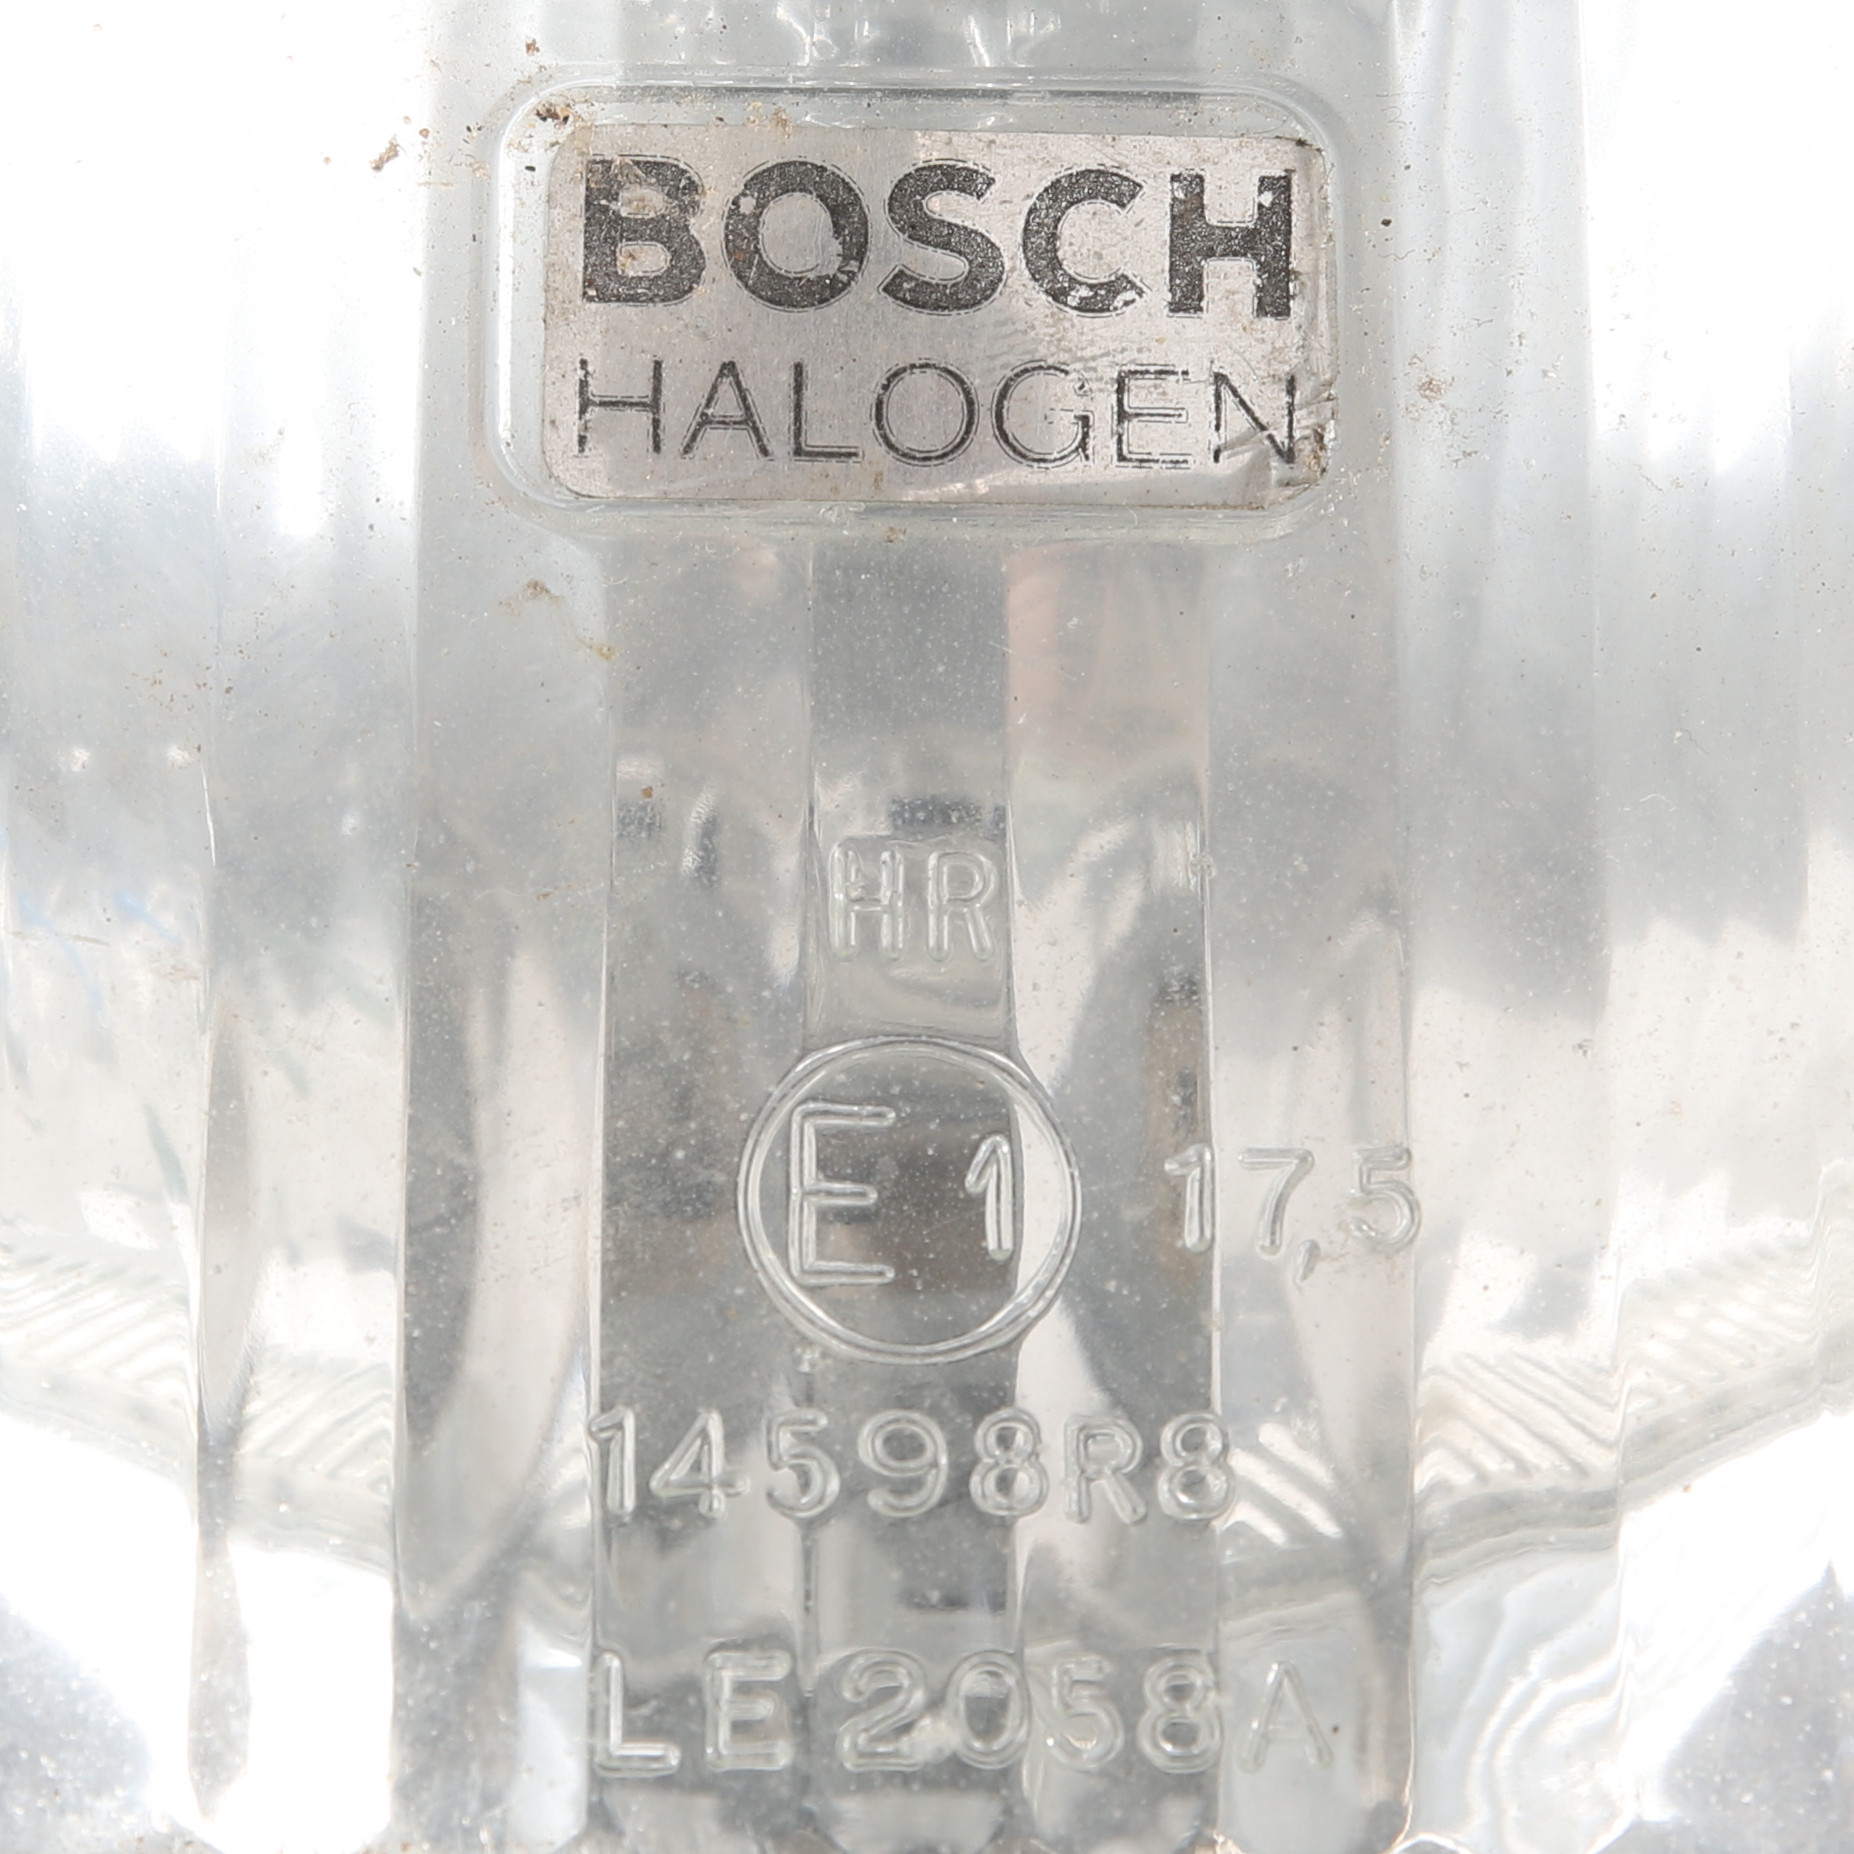 BOSCH
HALOGEN
HR
E1 17,5
14598R8
LE2058A